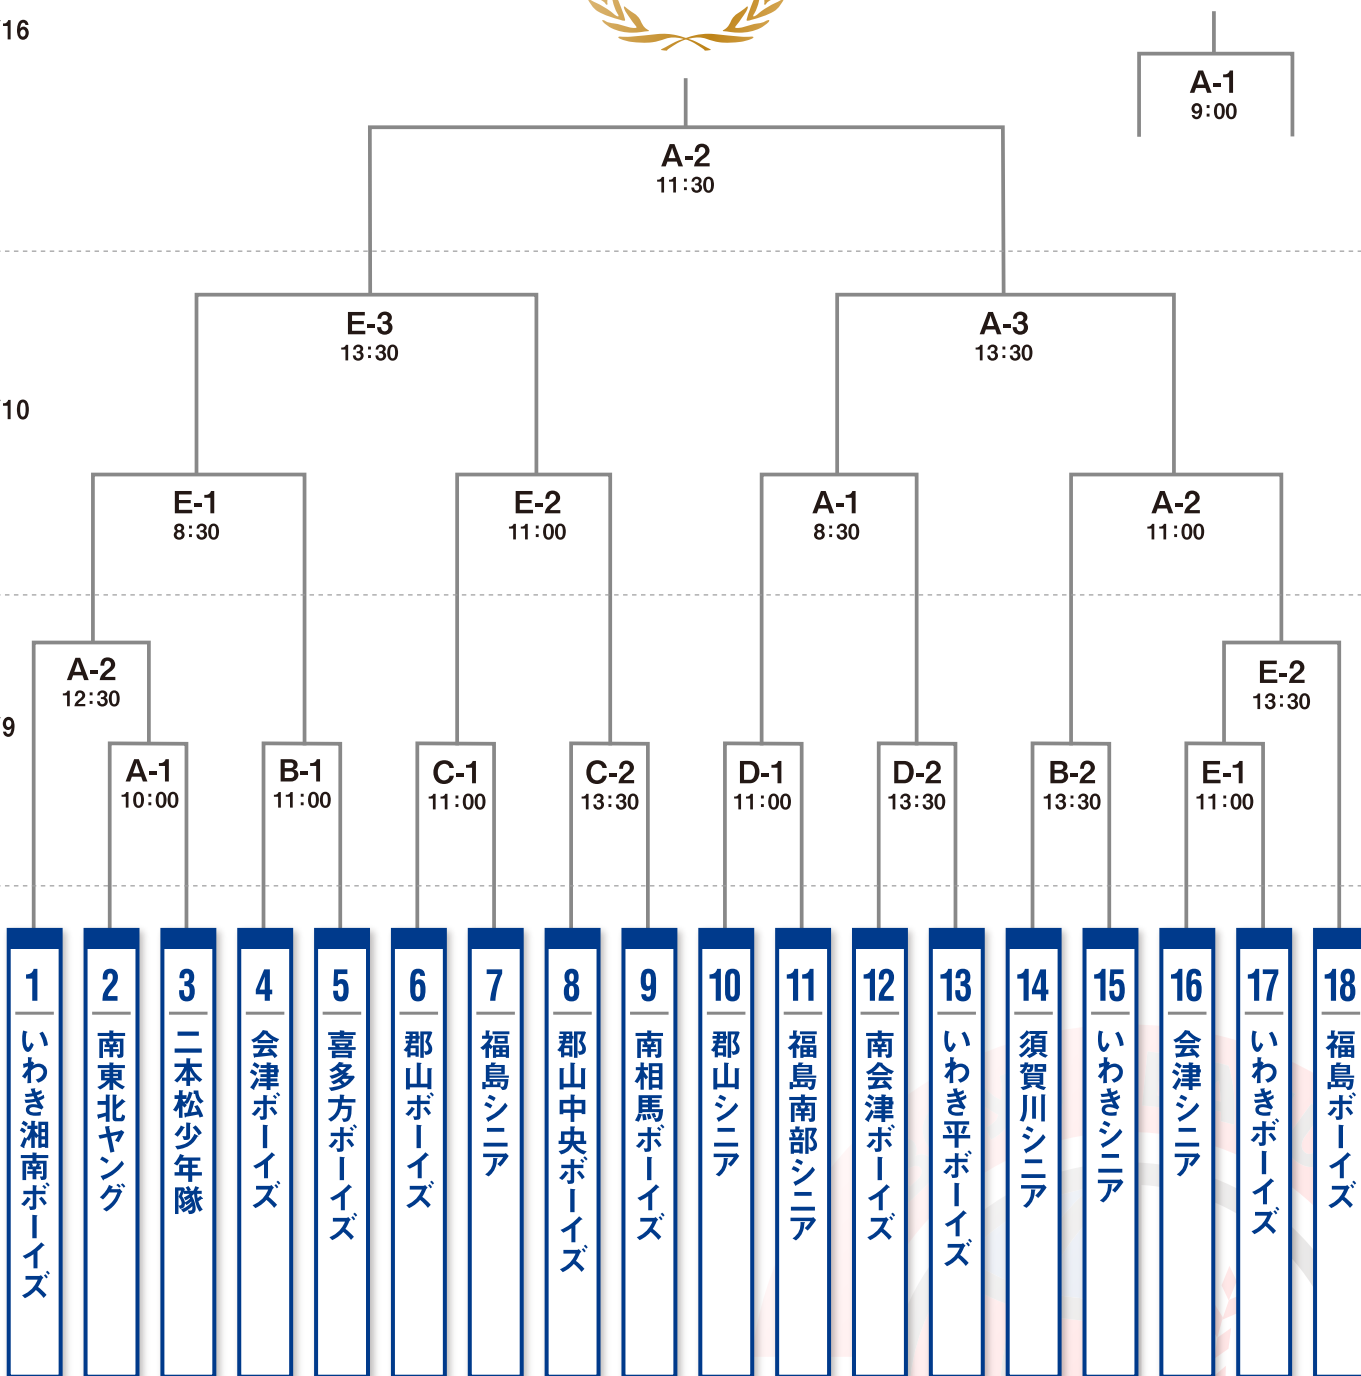 /16
A-1
9:00
A-2
11:30
E-3
13:30
A-3
13:30
/10
E-1
8:30
E-2
11:00
A-1
8:30
A-2
11:00
A-2
12:30
E-2
13:30
/9
A-1
10:00
B-1
11:00
C-1
11:00
C-2
13:30
D-1
11:00
D-2
13:30
B-2
13:30
E-1
11:00
1
いわき湘南ボーイズ
2
南東北ヤング
3
二本松少年隊
4
会津ボーイズ
5
喜多方ボーイズ
6
郡山ボーイズ
7
福島シニア
8
郡山中央ボーイズ
9
南相馬ボーイズ
10
郡山シニア
11
福島南部シニア
12
南会津ボーイズ
13
いわき平ボーイズ
14
須賀川シニア
15
いわきシニア
16
会津シニア
17
いわきボーイズ
18
福島ボーイズ